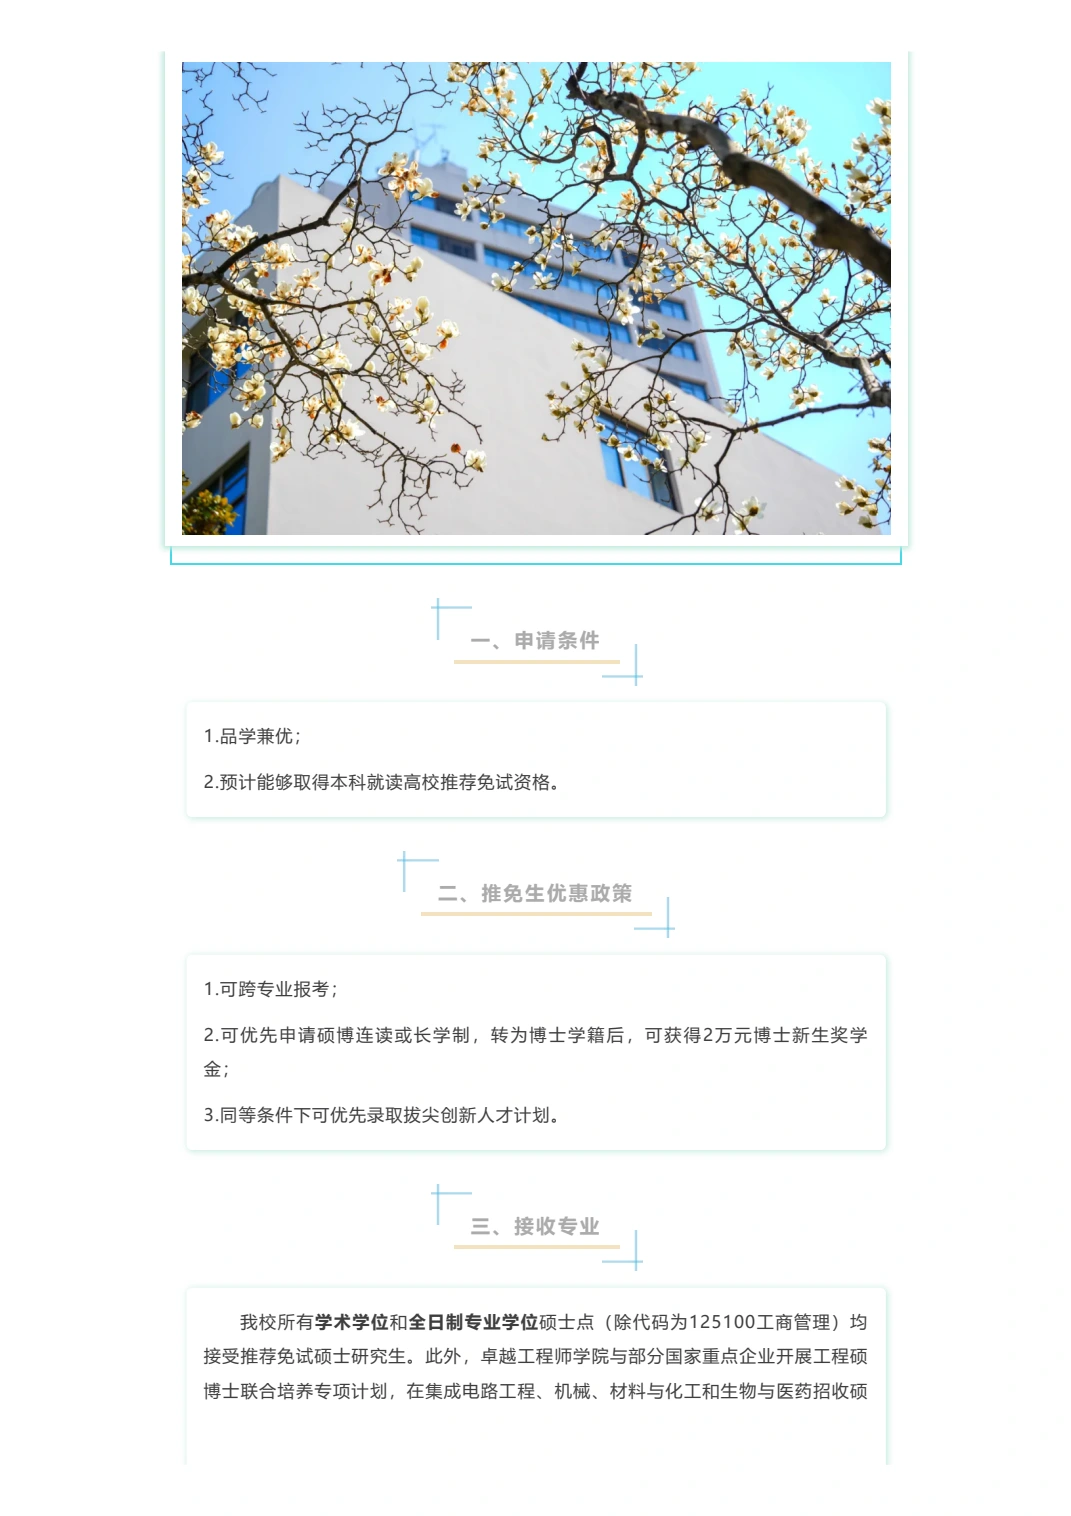 一、申请条件
1.品学兼优；
2.预计能够取得本科就读高校推荐免试资格。
二、推免生优惠政策
1.可跨专业报考；
2.可优先申请硕博连读或长学制，转为博士学籍后，可获得2万元博士新生奖学
金；
3.同等条件下可优先录取拔尖创新人才计划。
三、接收专业
我校所有学术学位和全日制专业学位硕士点（除代码为125100工商管理）均
接受推荐免试硕士研究生。此外，卓越工程师学院与部分国家重点企业开展工程硕
博士联合培养专项计划，在集成电路工程、机械、材料与化工和生物与医药招收硕